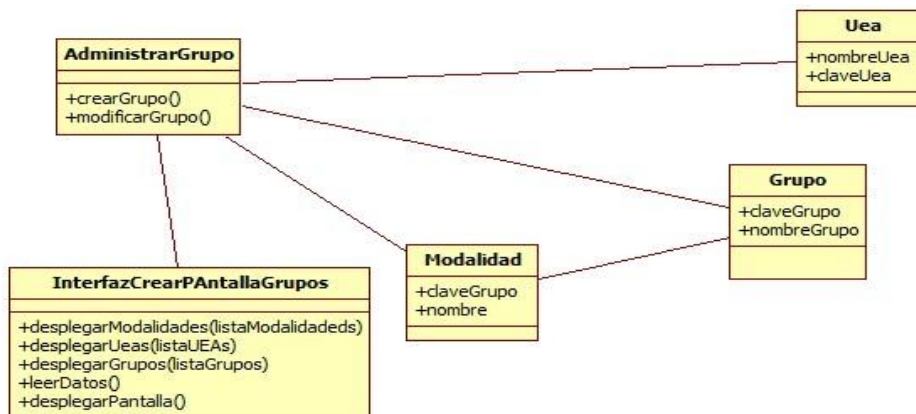 AdministrarGrupo
+crearGrupo()
+modificarGrupo()
Uea
+nombreUea
+claveUea
Grupo
+claveGrupo
+nombreGrupo
Modalidad
+claveGrupo
+nombre
InterfazCrearPAntallaGrupos
+desplegarModalidades(listaModalidadeds)
+desplegarUeas(listaUEAs)
+desplegarGrupos(listaGrupos)
+leerDatos()
+desplegarPantalla()